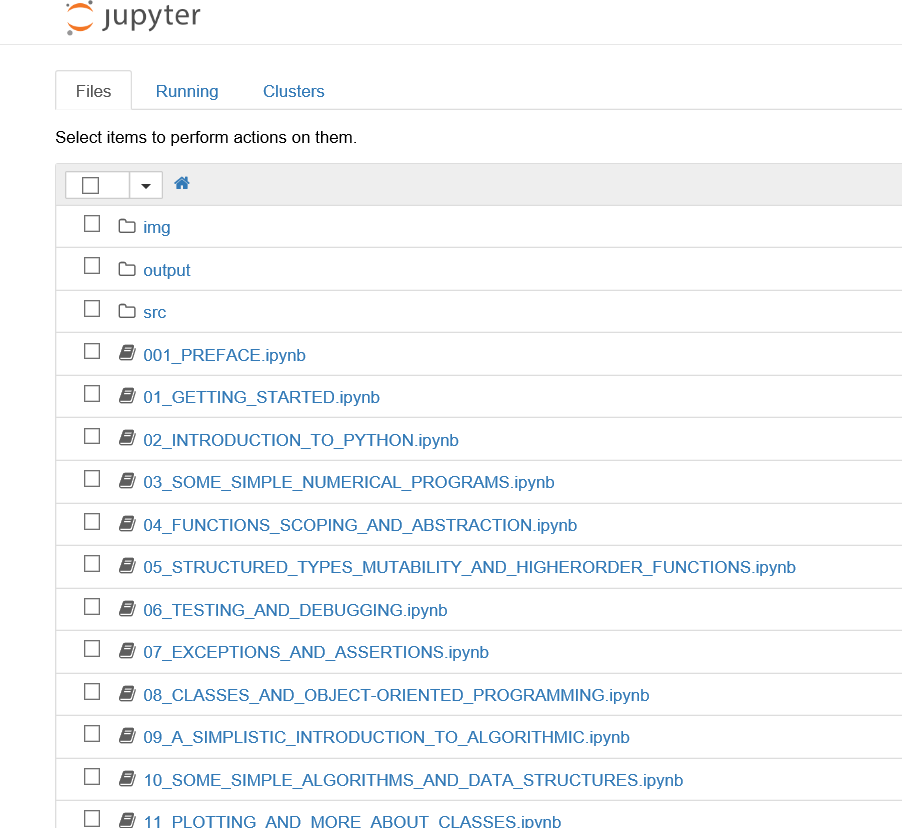 jupyter
Files Running Clusters
Select items to perform actions on them.
img
output
src
001_PREFACE.ipynb
01_GETTING_STARTED.ipynb
02_INTRODUCTION_TO_PYTHON.ipynb
03_SOME_SIMPLE_NUMERICAL_PROGRAMS.ipynb
04_FUNCTIONS_SCOPING_AND_ABSTRACTION.ipynb
05_STRUCTURED_TYPES_MUTABILITY_AND_HIGHERORDER_FUNCTIONS.ipynb
06_TESTING_AND_DEBUGGING.ipynb
07_EXCEPTIONS_AND_ASSERTIONS.ipynb
08_CLASSES_AND_OBJECT-ORIENTED_PROGRAMMING.ipynb
09_A_SIMPLISTIC_INTRODUCTION_TO_ALGORITHMIC.ipynb
10_SOME_SIMPLE_ALGORITHMS_AND_DATA_STRUCTURES.ipynb
11_PLOTTING_AND_MORE_ABOUT_CLASSES.ipynb